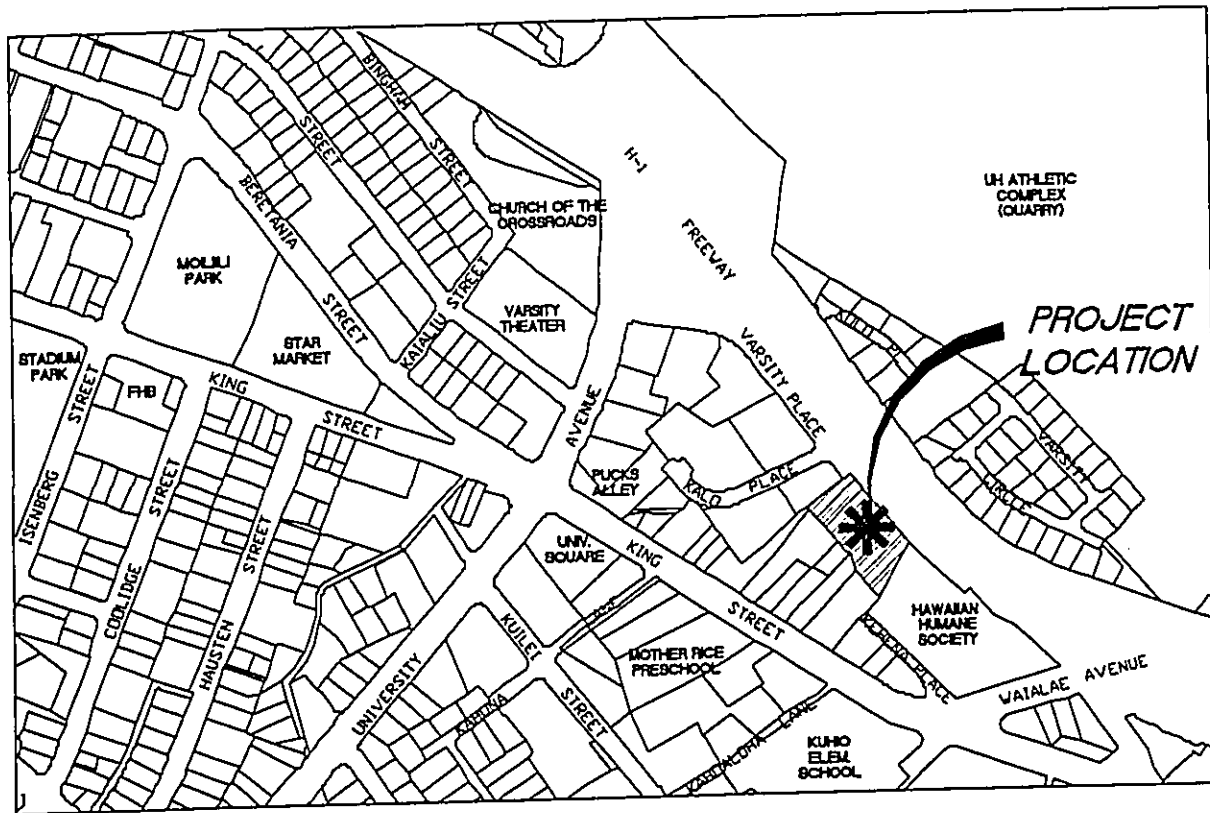 BINGHAM
STREET
STREET
H-1
FREEWAY
UH ATHLETIC
COMPLEX
(QUARRY)
BERETANIA
STREET
CHURCH OF THE
CROSSROADS
MOILIILI
PARK
KAIALIU STREET
VARSITY
THEATER
STAR
MARKET
VARSITY PLACE
PROJECT
LOCATION
STADIUM
PARK
FHB
KING
STREET
AVENUE
PUCKS
ALLEY
KALO PLACE
VARSITY
CIRCLE
ISENBERG
STREET
COOLIDGE
STREET
HAUSTEN
STREET
UNIV.
SQUARE
KING
STREET
UNIVERSITY
KUILEI
STREET
MOTHER RICE
PRESCHOOL
HAWAIIAN
HUMANE
SOCIETY
PLACE
WAIALAE AVENUE
LANE
KUHIO
ELEM.
SCHOOL